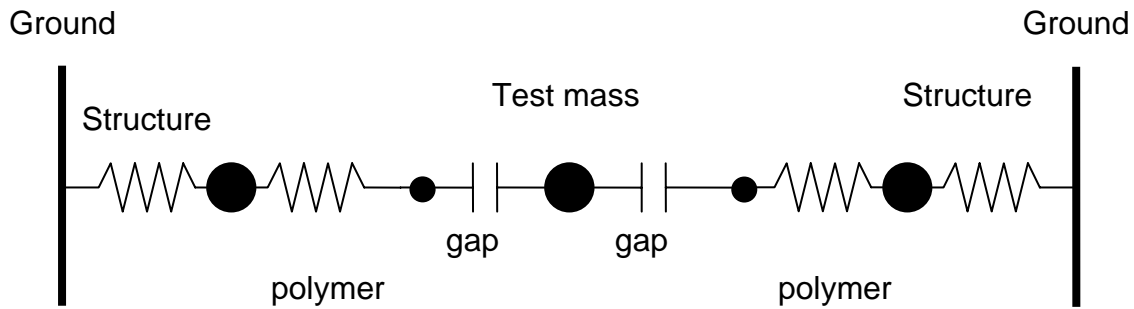 Ground
Ground
Test mass
Structure
Structure
gap
gap
polymer
polymer